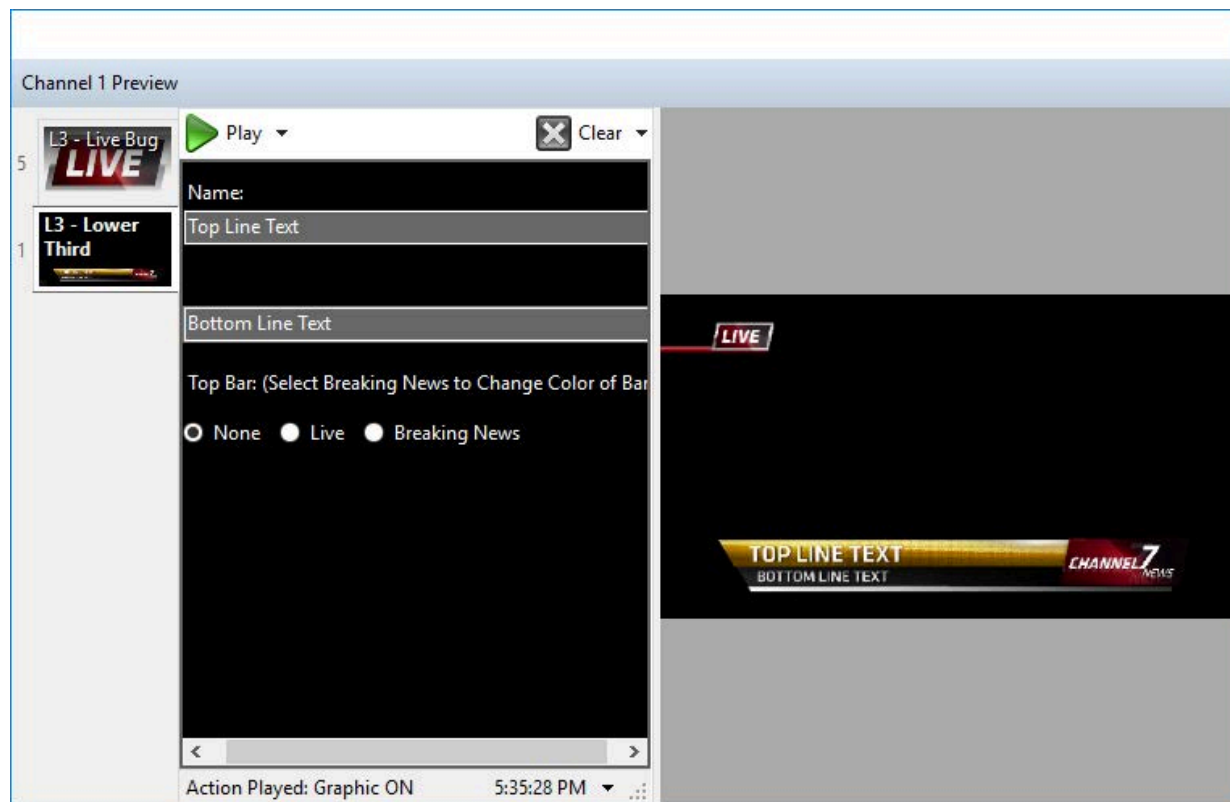 Channel 1 Preview
5
L3 - Live Bug
LIVE
1
L3 - Lower
Third
Play
Clear
Name:
Top Line Text
Bottom Line Text
Top Bar: (Select Breaking News to Change Color of Bar
None Live Breaking News
Action Played: Graphic ON 5:35:28 PM
LIVE
TOP LINE TEXT
BOTTOM LINE TEXT
CHANNEL 7
NEWS